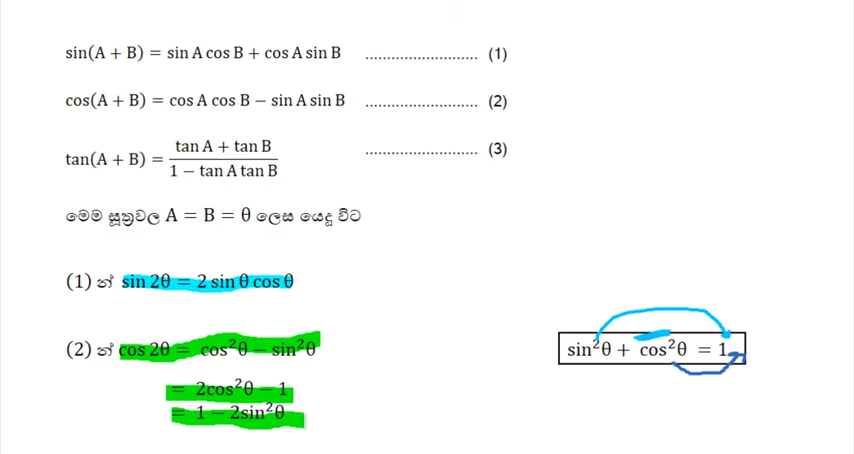 sin(A + B) = sin A cos B + cos A sin B ............................ (1)
cos(A + B) = cos A cos B − sin A sin B ............................ (2)
tan(A + B) = (tan A + tan B) / (1 − tan A tan B) ............................ (3)
මෙම සූත්‍රවල A = B = θ ලෙස යෙදූ විට
(1) න් sin 2θ = 2 sin θ cos θ
(2) න් cos 2θ = cos²θ − sin²θ
sin²θ + cos²θ = 1
= 2cos²θ − 1
= 1 − 2sin²θ